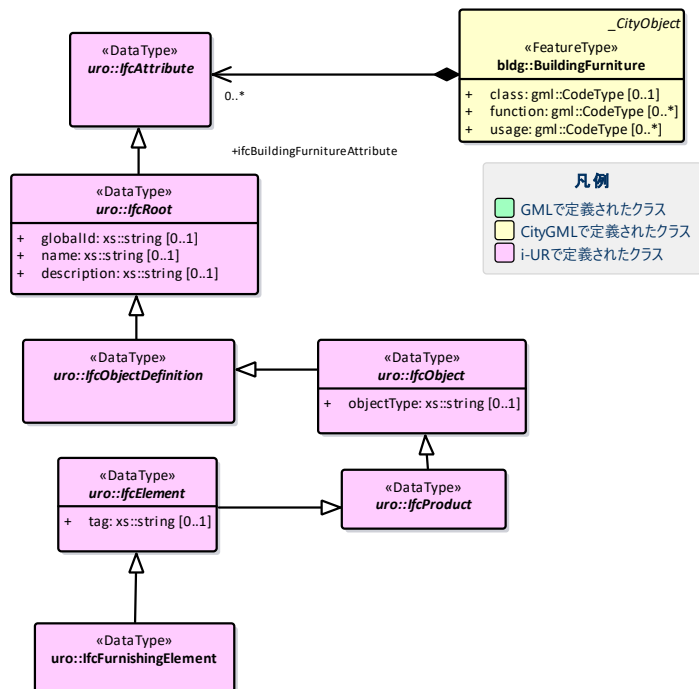 «DataType»
uro::IfcAttribute
_CityObject
«FeatureType»
bldg::BuildingFurniture
+ class: gml::CodeType [0..1]
+ function: gml::CodeType [0..*]
+ usage: gml::CodeType [0..*]
0..*
+ifcBuildingFurnitureAttribute
凡例
GMLで定義されたクラス
CityGMLで定義されたクラス
i-URで定義されたクラス
«DataType»
uro::IfcRoot
+ globalId: xs::string [0..1]
+ name: xs::string [0..1]
+ description: xs::string [0..1]
«DataType»
uro::IfcObjectDefinition
«DataType»
uro::IfcObject
+ objectType: xs::string [0..1]
«DataType»
uro::IfcElement
+ tag: xs::string [0..1]
«DataType»
uro::IfcProduct
«DataType»
uro::IfcFurnishingElement